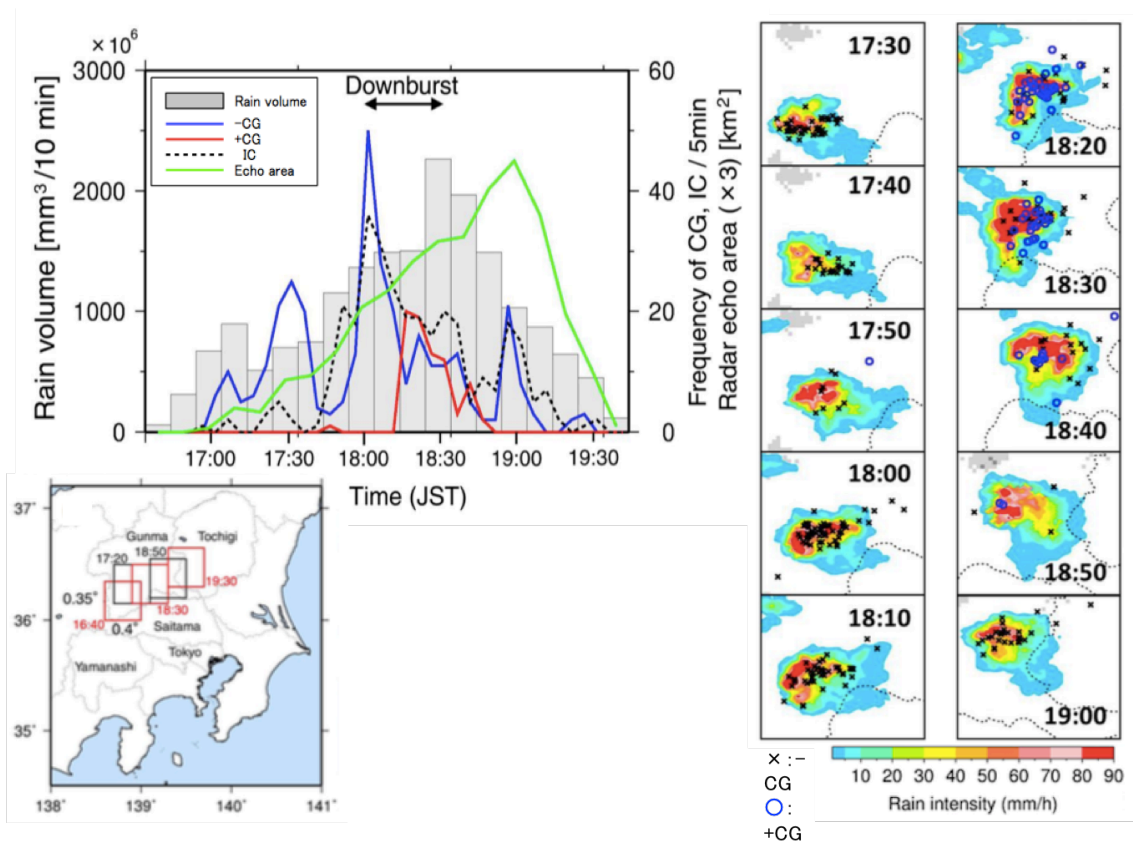 ×10⁶
3000
2000
1000
0
Rain volume [mm³/10 min]
Downburst
Rain volume
−CG
+CG
IC
Echo area
60
40
20
0
Frequency of CG, IC / 5min
Radar echo area (×3) [km²]
17:00 17:30 18:00 18:30 19:00 19:30
Time (JST)
37°
36°
35°
138° 139° 140° 141°
Gunma
Tochigi
17:20
18:50
19:30
0.35°
18:30
16:40
0.4°
Saitama
Tokyo
Yamanashi
17:30
17:40
17:50
18:00
18:10
18:20
18:30
18:40
18:50
19:00
×:−
CG
○:
+CG
10 20 30 40 50 60 70 80 90
Rain intensity (mm/h)